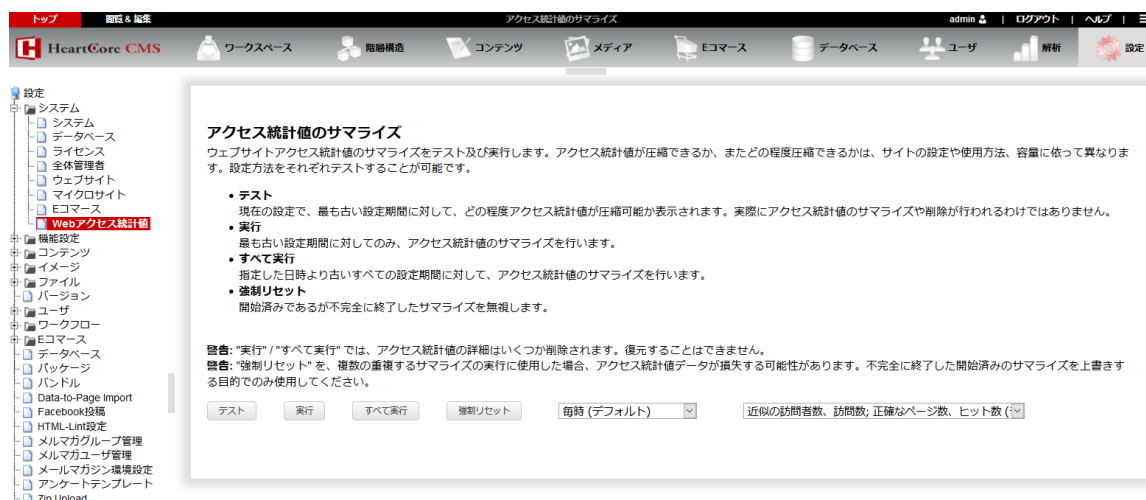 トップ 閲覧 & 編集 アクセス統計値のサマライズ admin | ログアウト | ヘルプ |
HeartCore CMS ワークスペース 階層構造 コンテンツ メディア Eコマース データベース ユーザ 解析 設定
設定
システム
システム
データベース
ライセンス
全体管理者
ウェブサイト
マイクロサイト
Eコマース
Webアクセス統計値
機能設定
コンテンツ
イメージ
ファイル
バージョン
ユーザ
ワークフロー
Eコマース
データベース
パッケージ
バンドル
Data-to-Page Import
Facebook投稿
HTML-Lint設定
メルマガグループ管理
メルマガユーザ管理
メールマガジン環境設定
アンケートテンプレート
Zip Upload
アクセス統計値のサマライズ
ウェブサイトアクセス統計値のサマライズをテスト及び実行します。アクセス統計値が圧縮できるか、またどの程度圧縮できるかは、サイトの設定や使用方法、容量に依って異なりま
す。設定方法をそれぞれテストすることが可能です。
• テスト
現在の設定で、最も古い設定期間に対して、どの程度アクセス統計値が圧縮可能か表示されます。実際にアクセス統計値のサマライズや削除が行われるわけではありません。
• 実行
最も古い設定期間に対してのみ、アクセス統計値のサマライズを行います。
• すべて実行
指定した日時より古いすべての設定期間に対して、アクセス統計値のサマライズを行います。
• 強制リセット
開始済みであるが不完全に終了したサマライズを無視します。
警告: "実行" / "すべて実行" では、アクセス統計値の詳細はいくつか削除されます。復元することはできません。
警告: "強制リセット" を、複数の重複するサマライズの実行に使用した場合、アクセス統計値データが損失する可能性があります。不完全に終了した開始済みのサマライズを上書きす
る目的でのみ使用してください。
テスト 実行 すべて実行 強制リセット 毎時 (デフォルト) 近似の訪問者数、訪問数; 正確なページ数、ヒット数 (